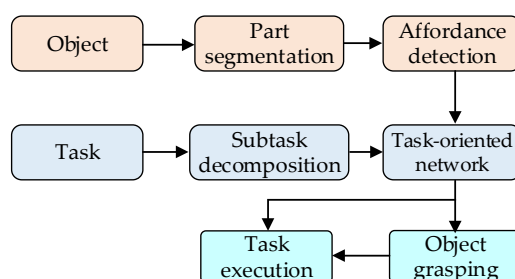 Object
Part
segmentation
Affordance
detection
Task
Subtask
decomposition
Task-oriented
network
Task
execution
Object
grasping